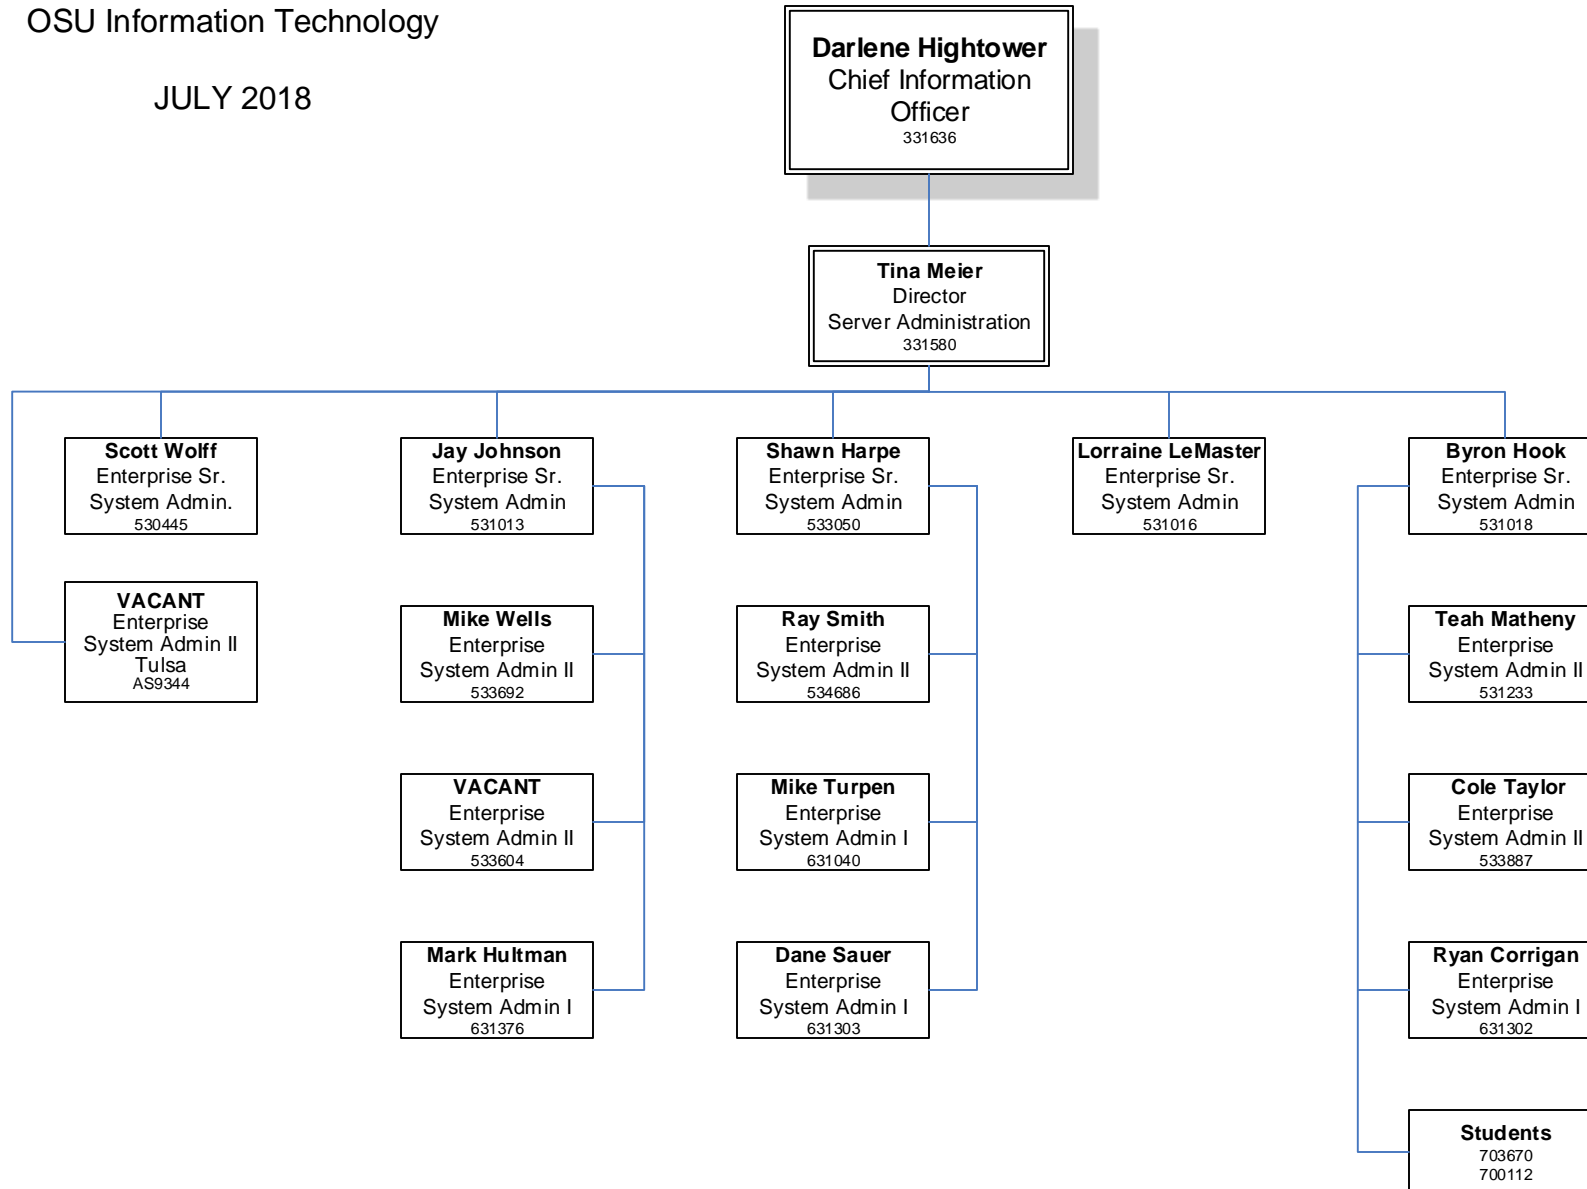 OSU Information Technology
JULY 2018
Darlene Hightower
Chief Information
Officer
331636
Tina Meier
Director
Server Administration
331580
Scott Wolff
Enterprise Sr.
System Admin.
530445
VACANT
Enterprise
System Admin II
Tulsa
AS9344
Jay Johnson
Enterprise Sr.
System Admin
531013
Mike Wells
Enterprise
System Admin II
533692
VACANT
Enterprise
System Admin II
533604
Mark Hultman
Enterprise
System Admin I
631376
Shawn Harpe
Enterprise Sr.
System Admin
533050
Ray Smith
Enterprise
System Admin II
534686
Mike Turpen
Enterprise
System Admin I
631040
Dane Sauer
Enterprise
System Admin I
631303
Lorraine LeMaster
Enterprise Sr.
System Admin
531016
Byron Hook
Enterprise Sr.
System Admin
531018
Teah Matheny
Enterprise
System Admin II
531233
Cole Taylor
Enterprise
System Admin II
533887
Ryan Corrigan
Enterprise
System Admin I
631302
Students
703670
700112